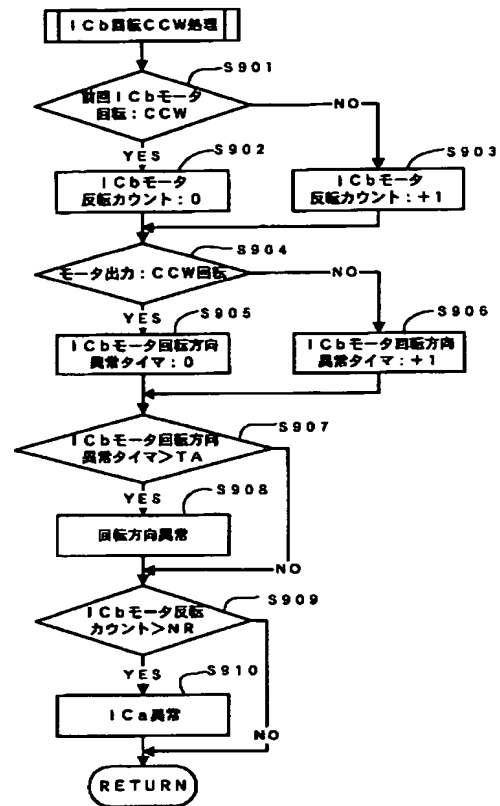 ICb回転CCW処理
S901
前回ICbモータ
回転:CCW
NO
YES
S902
S903
ICbモータ
反転カウント:0
ICbモータ
反転カウント:+1
S904
モータ出力:CCW回転
NO
YES
S905
S906
ICbモータ回転方向
異常タイマ:0
ICbモータ回転方向
異常タイマ:+1
S907
ICbモータ回転方向
異常タイマ>TA
YES
S908
回転方向異常
NO
S909
ICbモータ反転
カウント>NR
YES
S910
ICa異常
NO
RETURN